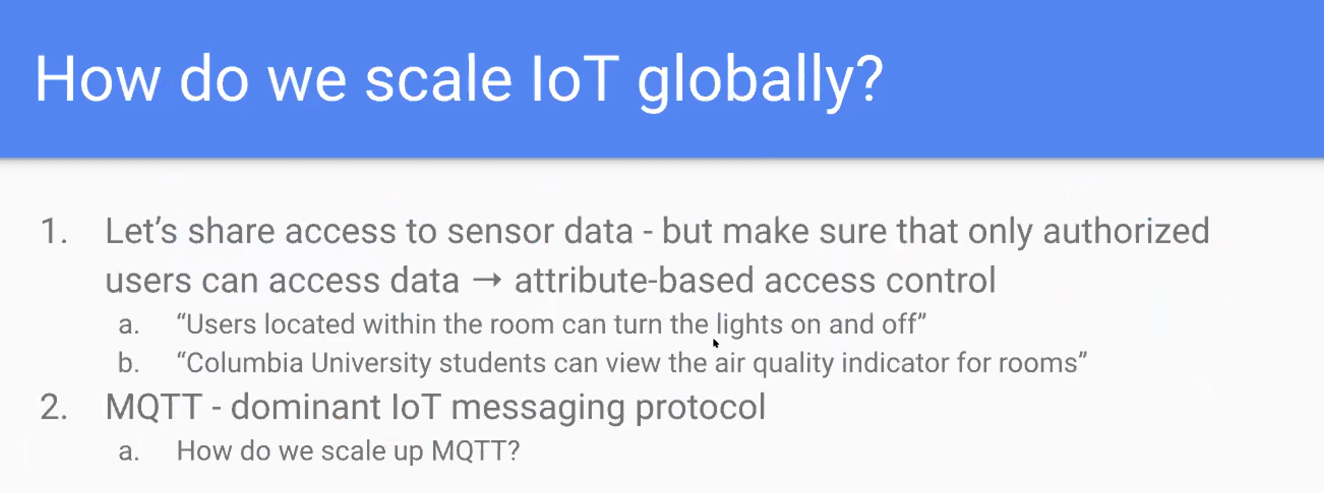 How do we scale IoT globally?
1. Let's share access to sensor data - but make sure that only authorized
users can access data → attribute-based access control
a. “Users located within the room can turn the lights on and off”
b. “Columbia University students can view the air quality indicator for rooms”
2. MQTT - dominant IoT messaging protocol
a. How do we scale up MQTT?